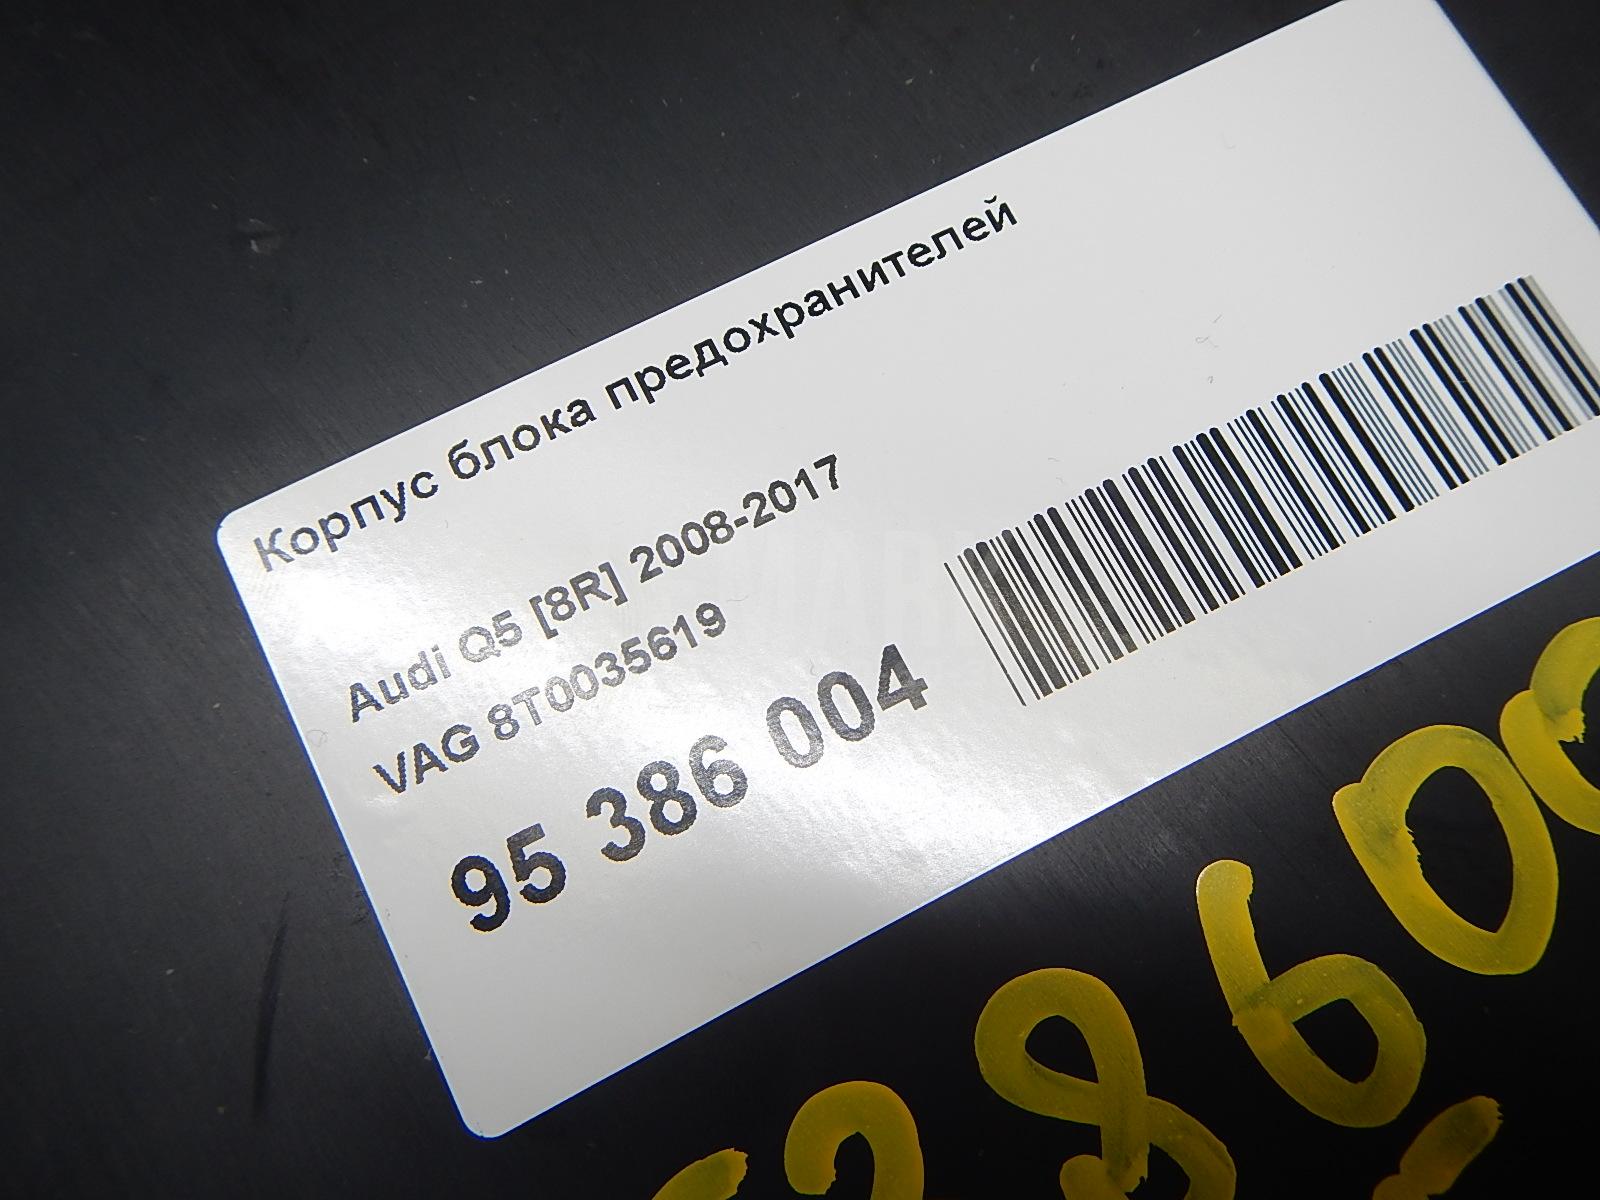 Корпус блока предохранителей
Audi Q5 [8R] 2008-2017
VAG 8T0035619
95 386 004